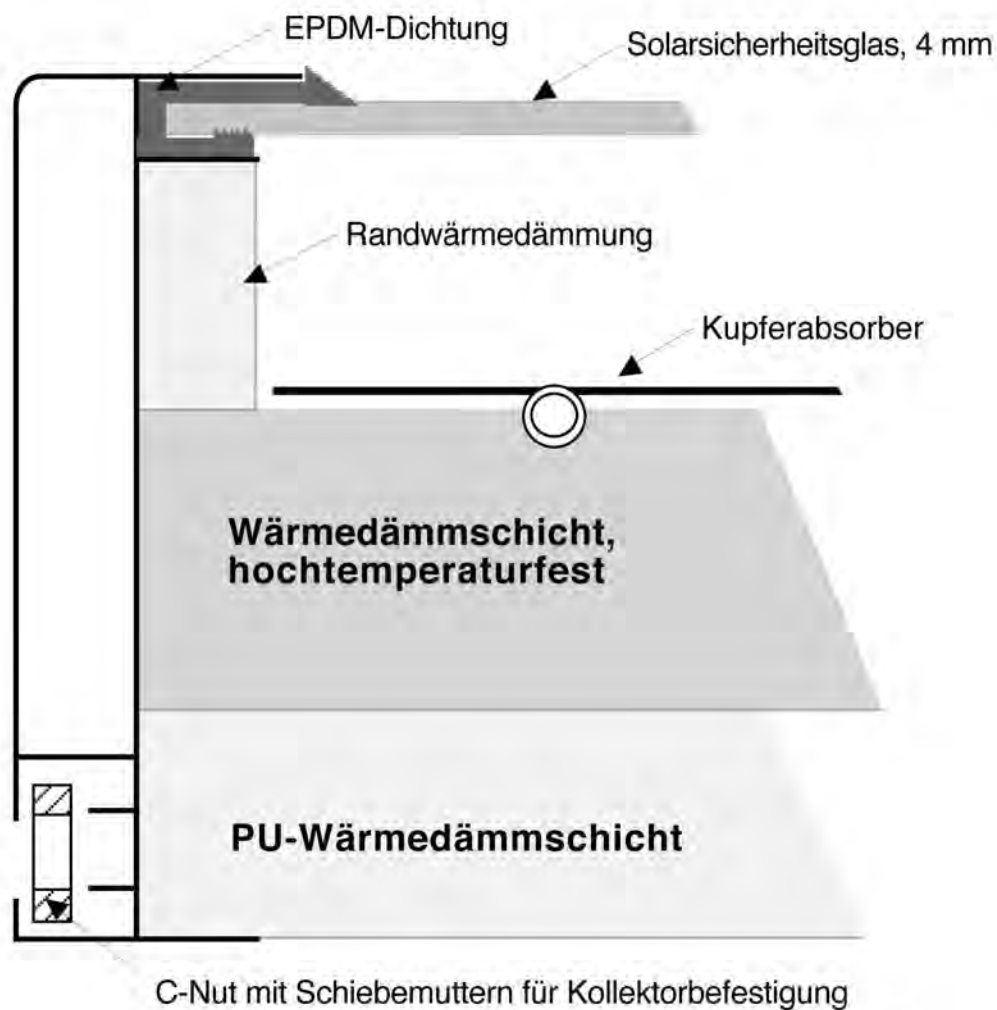 EPDM-Dichtung
Solarsicherheitsglas, 4 mm
Randwärmedämmung
Kupferabsorber
Wärmedämmschicht,
hochtemperaturfest
PU-Wärmedämmschicht
C-Nut mit Schiebemuttern für Kollektorbefestigung